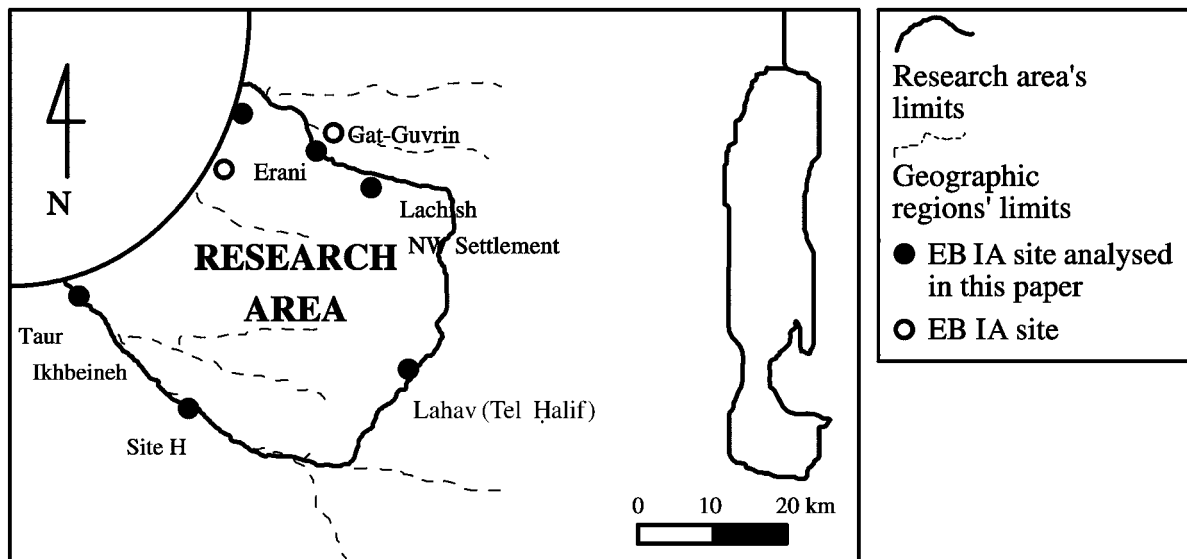 N
Gat-Guvrin
Erani
Lachish
NW Settlement
RESEARCH
AREA
Taur
Ikhbeineh
Lahav (Tel Ḥalif)
Site H
0 10 20 km
Research area's
limits
Geographic
regions' limits
EB IA site analysed
in this paper
EB IA site